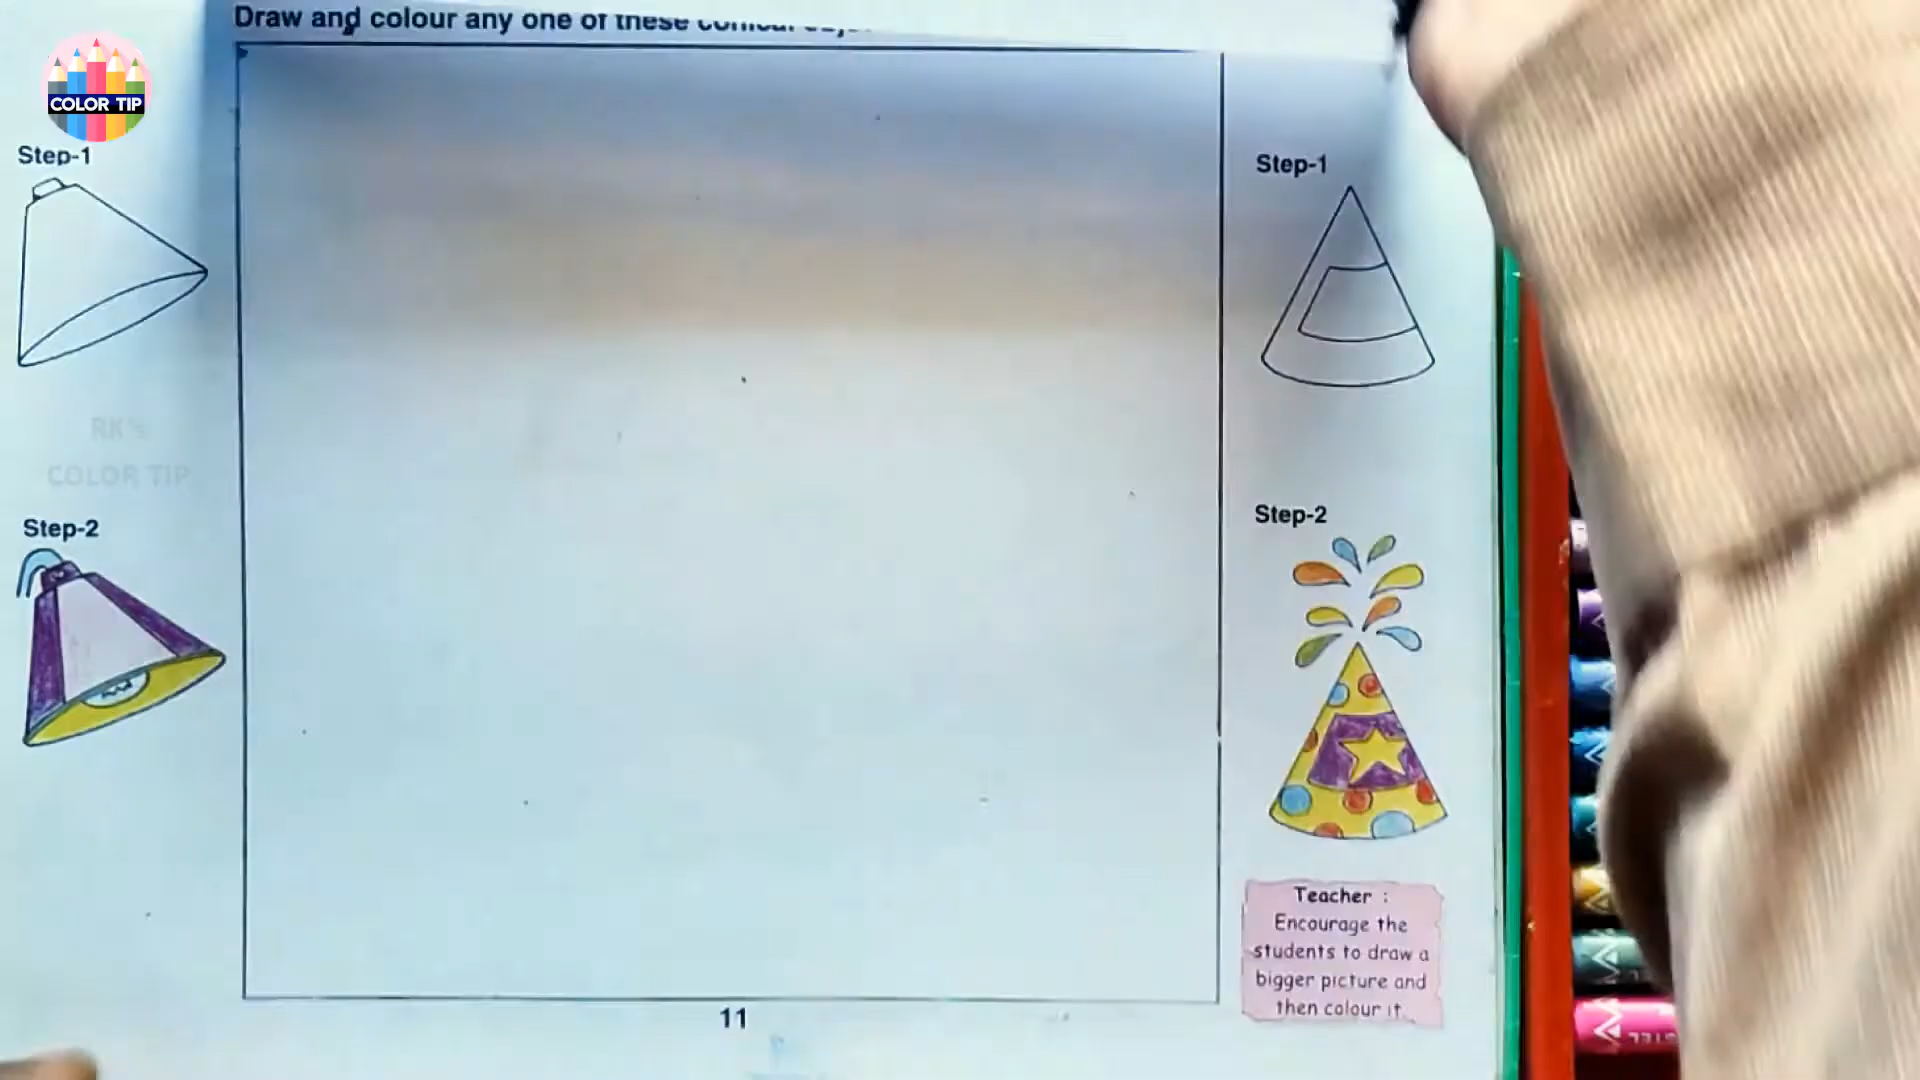 Draw and colour any one of these conical
COLOR TIP
Step-1
RK's
COLOR TIP
Step-2
Step-1
Step-2
Teacher :
Encourage the
students to draw a
bigger picture and
then colour it.
11